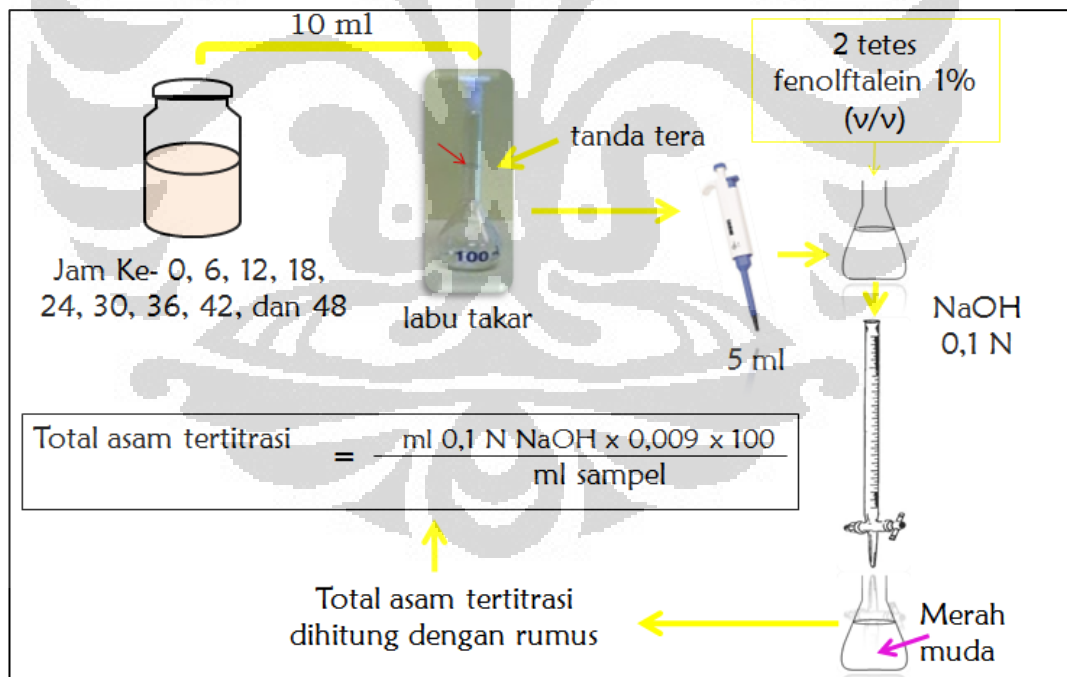 10 ml
2 tetes
fenolftalein 1%
(v/v)
tanda tera
100
Jam Ke- 0, 6, 12, 18,
24, 30, 36, 42, dan 48
labu takar
5 ml
NaOH
0,1 N
Total asam tertitrasi = ml 0,1 N NaOH x 0,009 x 100
ml sampel
Total asam tertitrasi
dihitung dengan rumus
Merah
muda